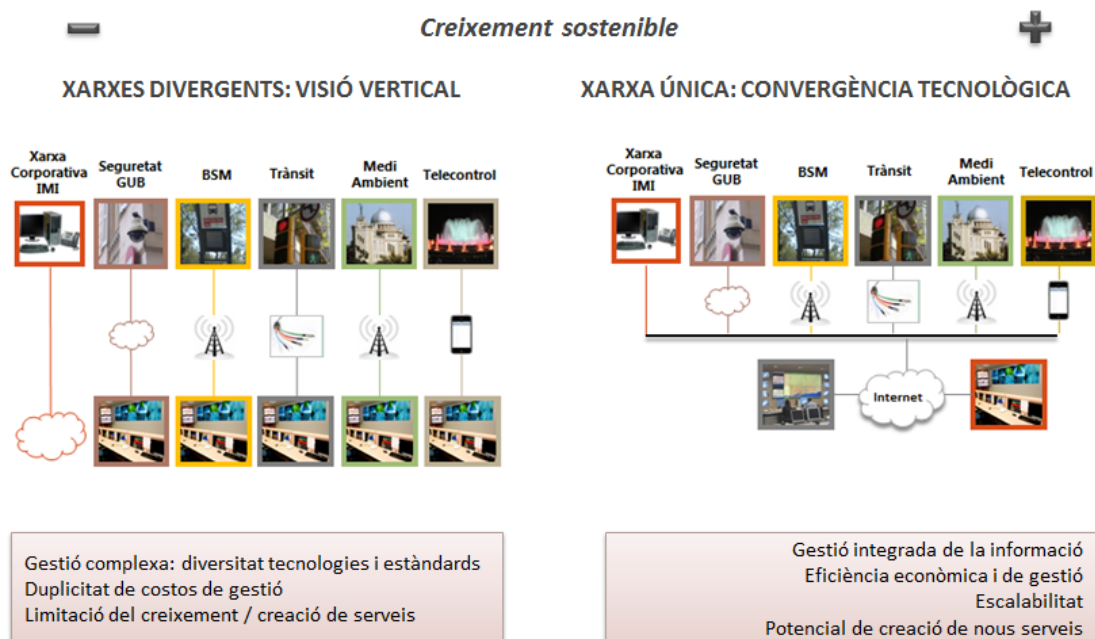 Creixement sostenible
XARXES DIVERGENTS: VISIÓ VERTICAL
Xarxa
Corporativa
IMI
Seguretat
GUB
BSM
Trànsit
Medi
Ambient
Telecontrol
Gestió complexa: diversitat tecnologies i estàndards
Duplicitat de costos de gestió
Limitació del creixement / creació de serveis
XARXA ÚNICA: CONVERGÈNCIA TECNOLÒGICA
Xarxa
Corporativa
IMI
Seguretat
GUB
BSM
Trànsit
Medi
Ambient
Telecontrol
Internet
Gestió integrada de la informació
Eficiència econòmica i de gestió
Escalabilitat
Potencial de creació de nous serveis